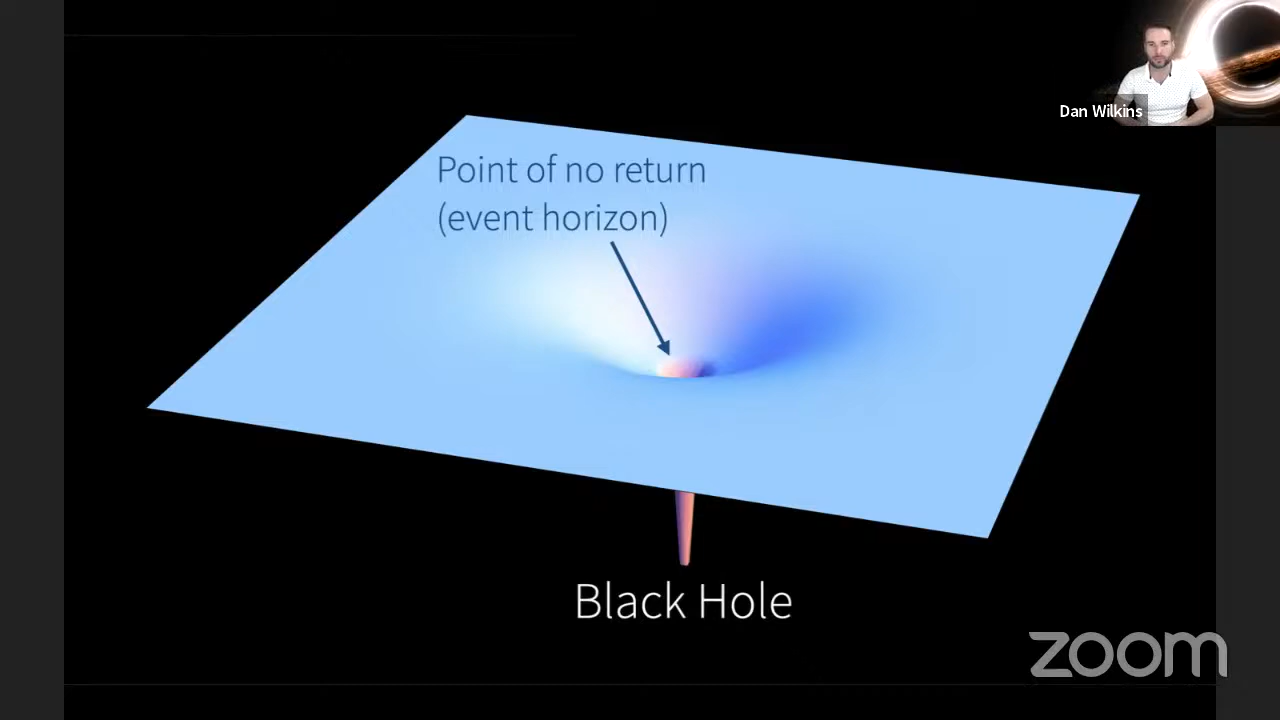 Dan Wilkins
Point of no return
(event horizon)
Black Hole
zoom